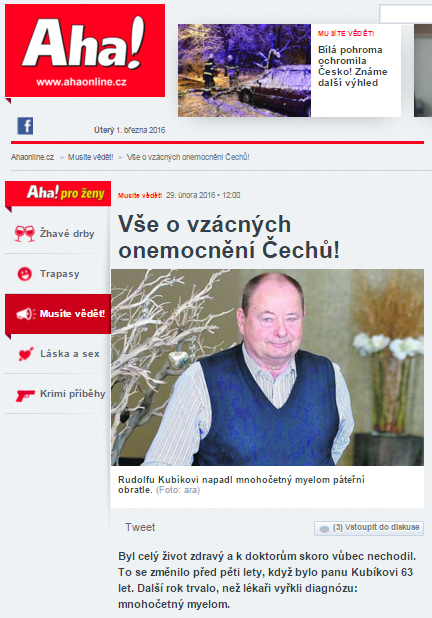 Aha!
www.ahaonline.cz
MUSÍTE VĚDĚT!
Bílá pohroma
ochromila
Česko! Známe
další výhled
Úterý 1. března 2016
Ahaonline.cz > Musíte vědět! > Vše o vzácných onemocnění Čechů!
Aha! pro ženy
Žhavé drby
Trapasy
Musíte vědět!
Láska a sex
Krimi příběhy
Musíte vědět! 29. února 2016 • 12:00
Vše o vzácných
onemocnění Čechů!
Rudolfu Kubíkovi napadl mnohočetný myelom páteřní
obratle. (Foto: ara)
Tweet
(3) Vstoupit do diskuse
Byl celý život zdravý a k doktorům skoro vůbec nechodil.
To se změnilo před pěti lety, když bylo panu Kubíkovi 63
let. Další rok trvalo, než lékaři vyřkli diagnózu:
mnohočetný myelom.